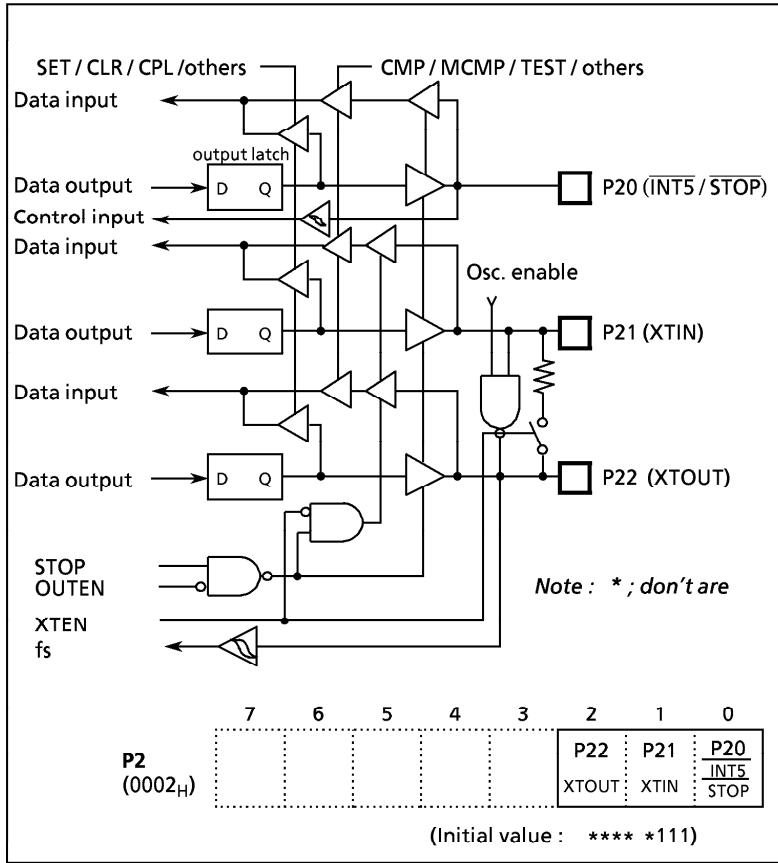 SET / CLR / CPL /others
CMP / MCMP / TEST / others
Data input
output latch
Data output
D Q
P20 (INT5 / STOP)
Control input
Data input
Osc. enable
Data output
D Q
P21 (XTIN)
Data input
Data output
D Q
P22 (XTOUT)
STOP
OUTEN
Note : * ; don't are
XTEN
fs
7 6 5 4 3 2 1 0
P2
(0002H)
P22 P21 P20
XTOUT XTIN INT5
STOP
(Initial value : **** *111)